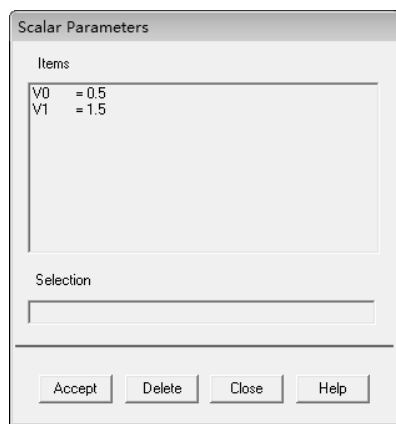 Scalar Parameters
Items
V0 = 0.5
V1 = 1.5
Selection
Accept Delete Close Help